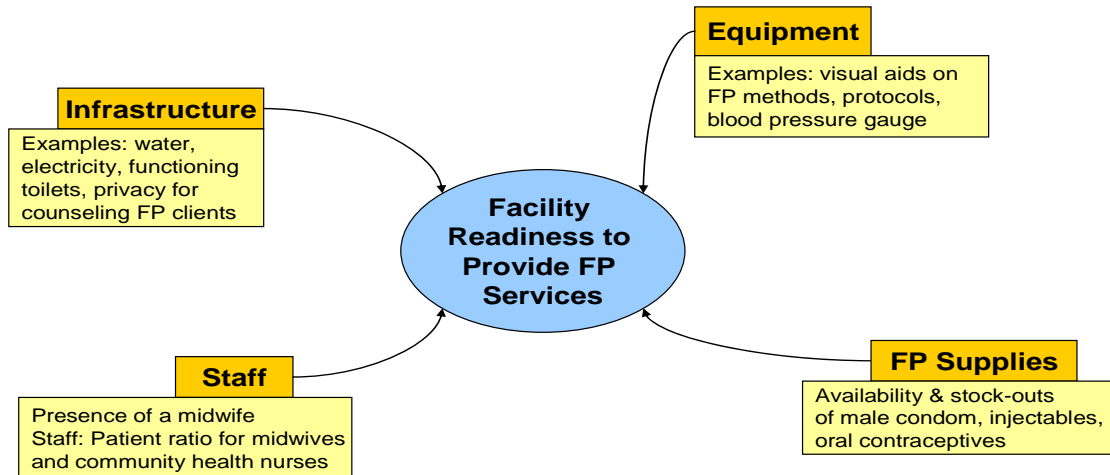 Equipment
Examples: visual aids on
FP methods, protocols,
blood pressure gauge
Infrastructure
Examples: water,
electricity, functioning
toilets, privacy for
counseling FP clients
Facility
Readiness to
Provide FP
Services
Staff
Presence of a midwife
Staff: Patient ratio for midwives
and community health nurses
FP Supplies
Availability & stock-outs
of male condom, injectables,
oral contraceptives